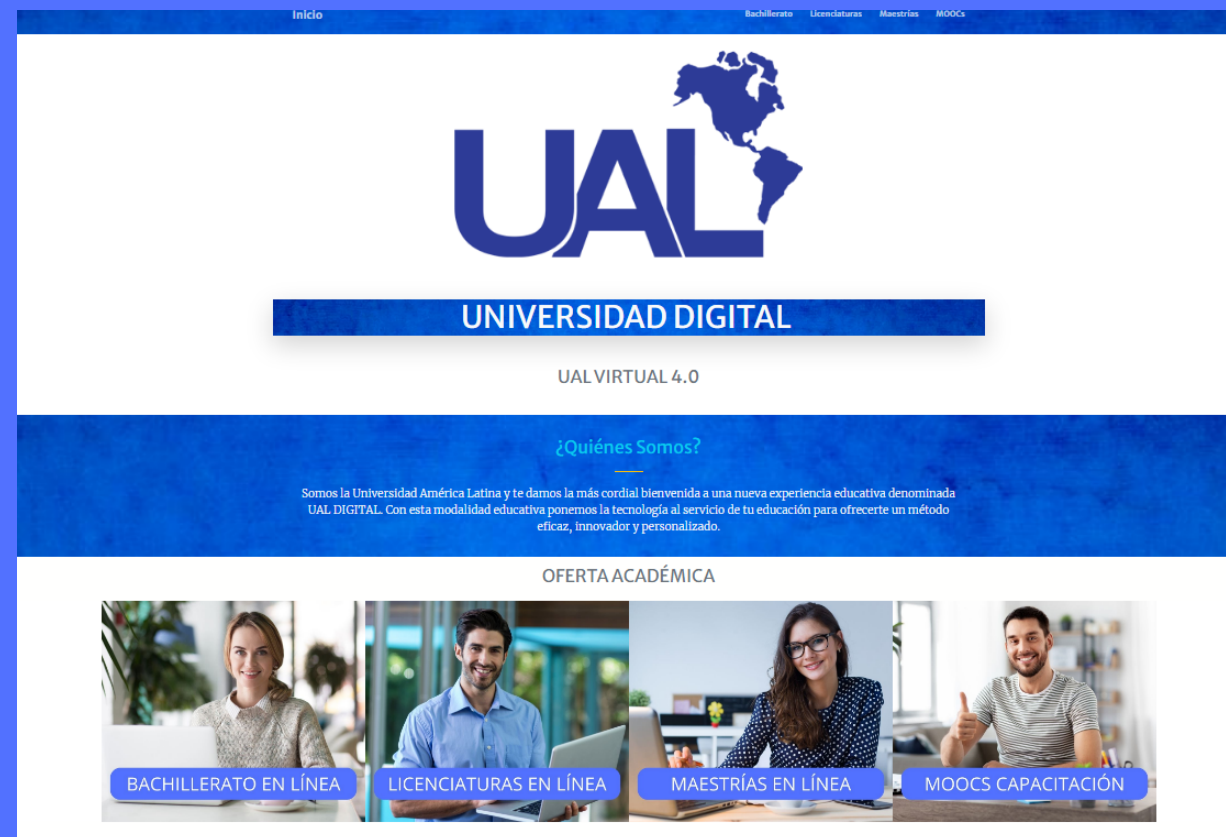 Inicio
Bachillerato Licenciaturas Maestrías MOOCs
UAL
UNIVERSIDAD DIGITAL
UAL VIRTUAL 4.0
¿Quiénes Somos?
Somos la Universidad América Latina y te damos la más cordial bienvenida a una nueva experiencia educativa denominada
UAL DIGITAL. Con esta modalidad educativa ponemos la tecnología al servicio de tu educación para ofrecerte un método
eficaz, innovador y personalizado.
OFERTA ACADÉMICA
BACHILLERATO EN LÍNEA
LICENCIATURAS EN LÍNEA
MAESTRÍAS EN LÍNEA
MOOCS CAPACITACIÓN